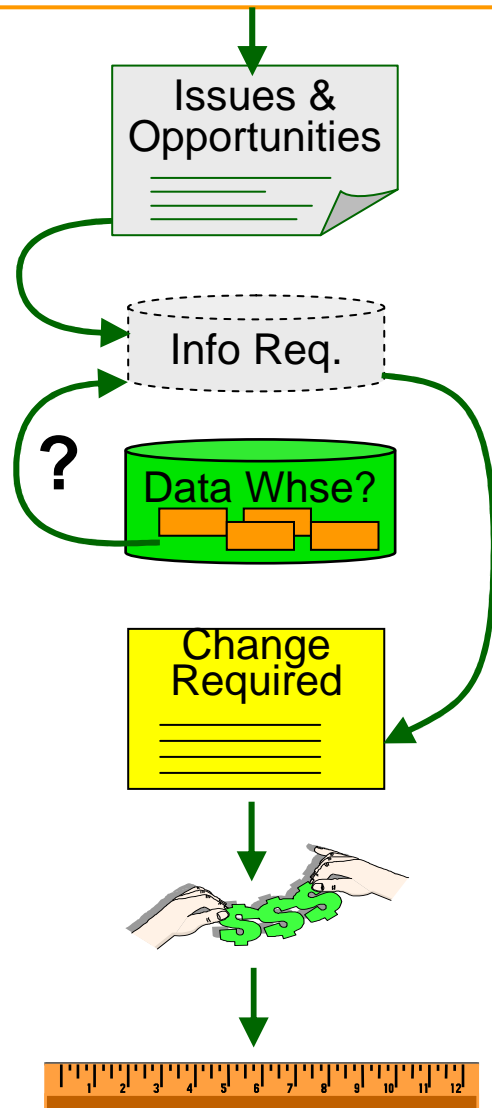 Issues &
Opportunities
Info Req.
?
Data Whse?
Change
Required
$$$
1 2 3 4 5 6 7 8 9 10 11 12